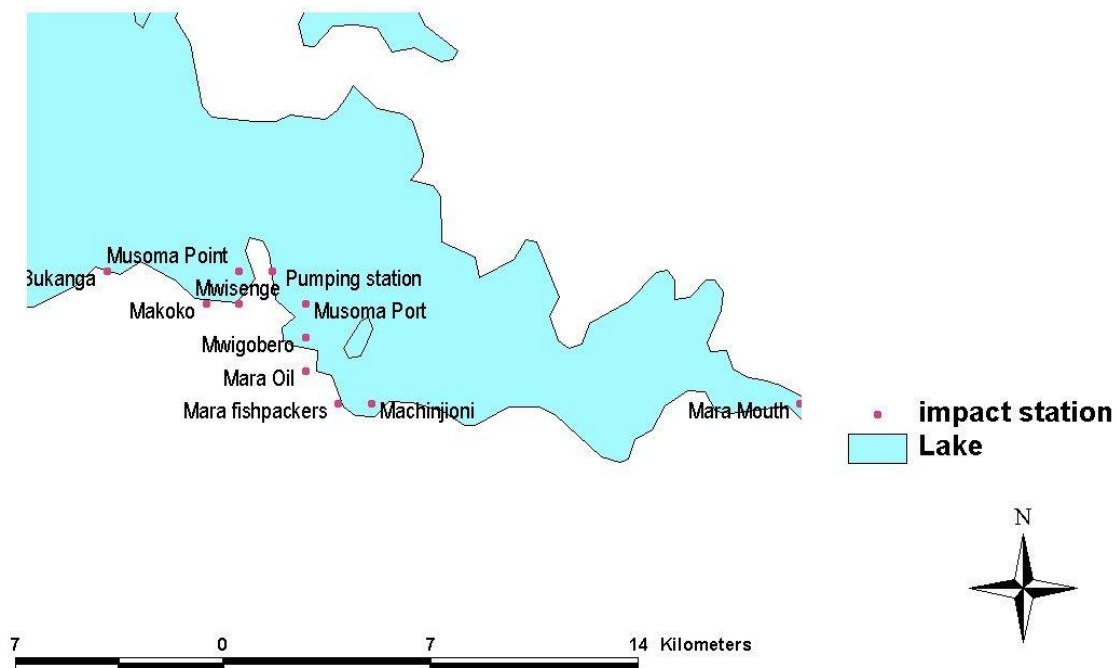 Musoma Point
Bukanga
Pumping station
Mwisenge
Makoko
Musoma Port
Mwigobero
Mara Oil
Mara fishpackers
Machinjioni
Mara Mouth
impact station
Lake
N
7 0 7 14 Kilometers